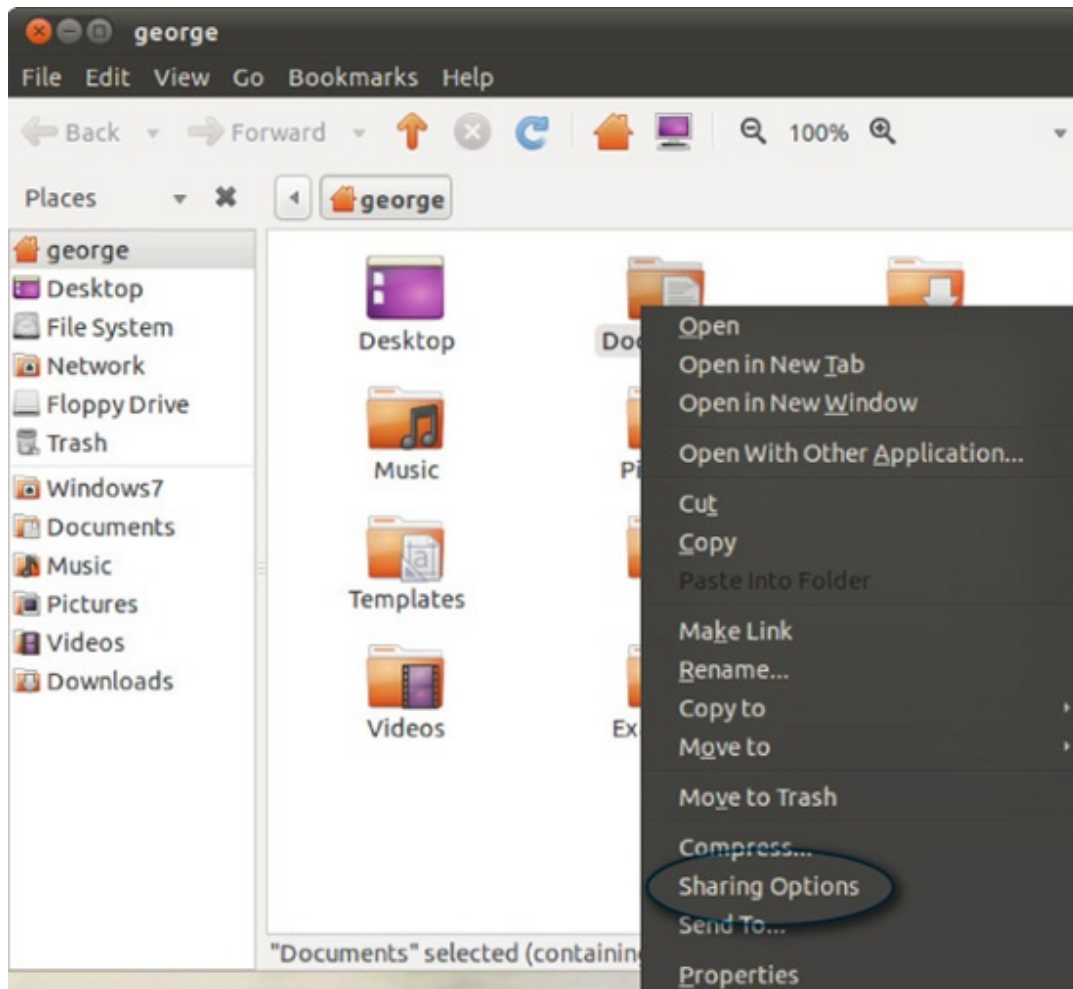 george
File Edit View Go Bookmarks Help
Back Forward 100%
Places george
george
Desktop
File System
Network
Floppy Drive
Trash
Windows7
Documents
Music
Pictures
Videos
Downloads
Desktop
Music
Templates
a
Videos
Open
Open in New Tab
Open in New Window
Open With Other Application...
Cut
Copy
Paste Into Folder
Make Link
Rename...
Copy to
Move to
Move to Trash
Compress...
Sharing Options
Send To...
Properties
"Documents" selected (containing